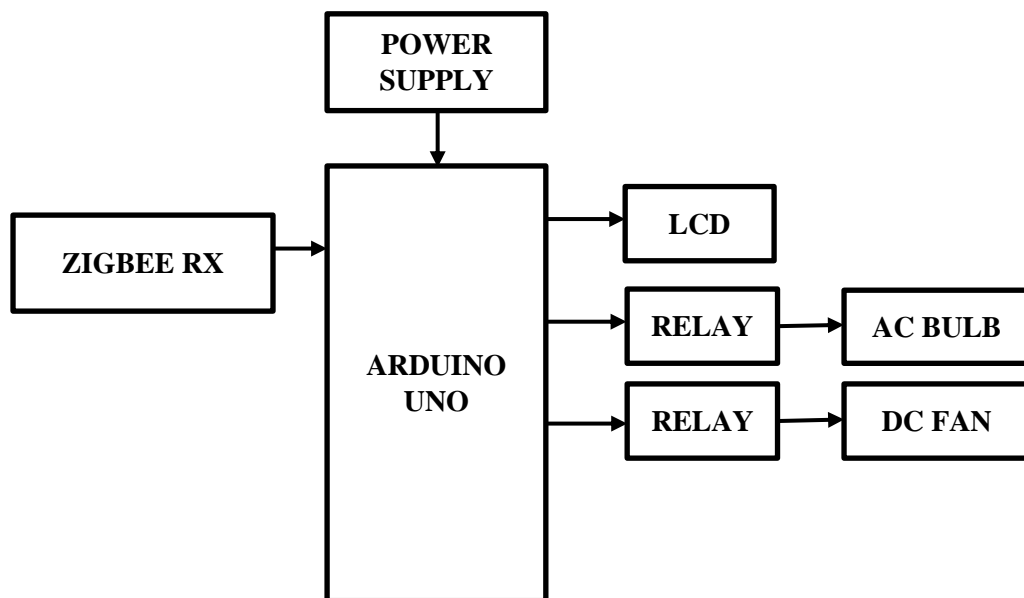 POWER
SUPPLY
ZIGBEE RX
ARDUINO
UNO
LCD
RELAY
AC BULB
RELAY
DC FAN